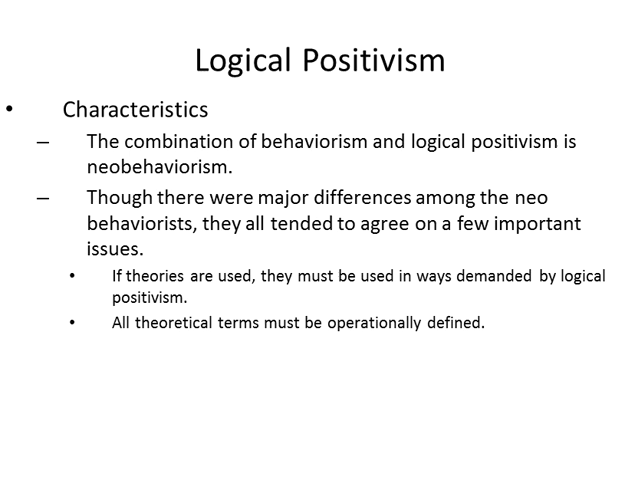 Logical Positivism
• Characteristics
– The combination of behaviorism and logical positivism is
neobehaviorism.
– Though there were major differences among the neo
behaviorists, they all tended to agree on a few important
issues.
• If theories are used, they must be used in ways demanded by logical
positivism.
• All theoretical terms must be operationally defined.